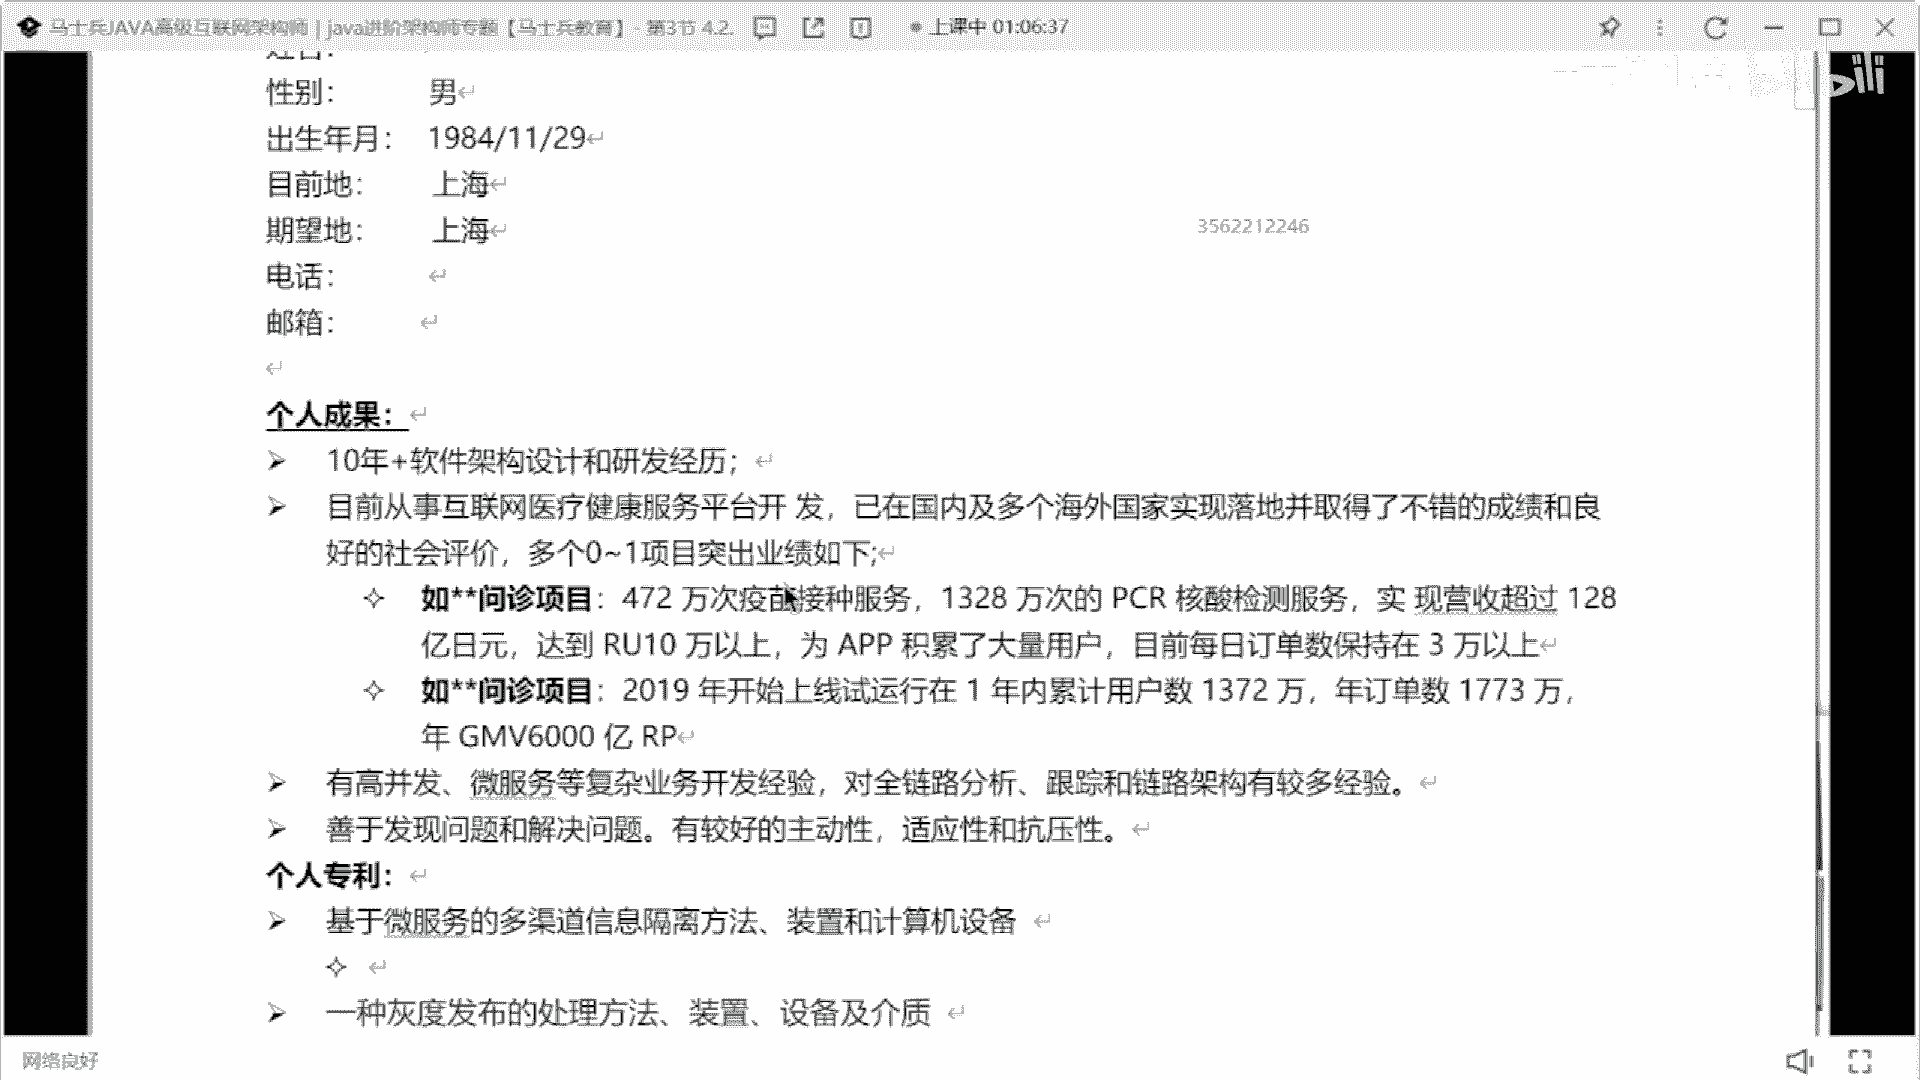 马士兵JAVA高级互联网架构师 | java进阶架构师专题【马士兵教育】- 第3节 4.2.
上课中 01:06:37
性别： 男
出生年月： 1984/11/29
目前地： 上海
期望地： 上海
3562212246
电话：
邮箱：
个人成果：
10年+软件架构设计和研发经历；
目前从事互联网医疗健康服务平台开 发，已在国内及多个海外国家实现落地并取得了不错的成绩和良
好的社会评价，多个0~1项目突出业绩如下;
如**问诊项目：472 万次疫苗接种服务，1328 万次的 PCR 核酸检测服务，实 现营收超过 128
亿日元，达到 RU10 万以上，为 APP 积累了大量用户，目前每日订单数保持在 3 万以上
如**问诊项目：2019 年开始上线试运行在 1 年内累计用户数 1372 万，年订单数 1773 万，
年 GMV6000 亿 RP
有高并发、微服务等复杂业务开发经验，对全链路分析、跟踪和链路架构有较多经验。
善于发现问题和解决问题。有较好的主动性，适应性和抗压性。
个人专利：
基于微服务的多渠道信息隔离方法、装置和计算机设备
一种灰度发布的处理方法、装置、设备及介质
网络良好